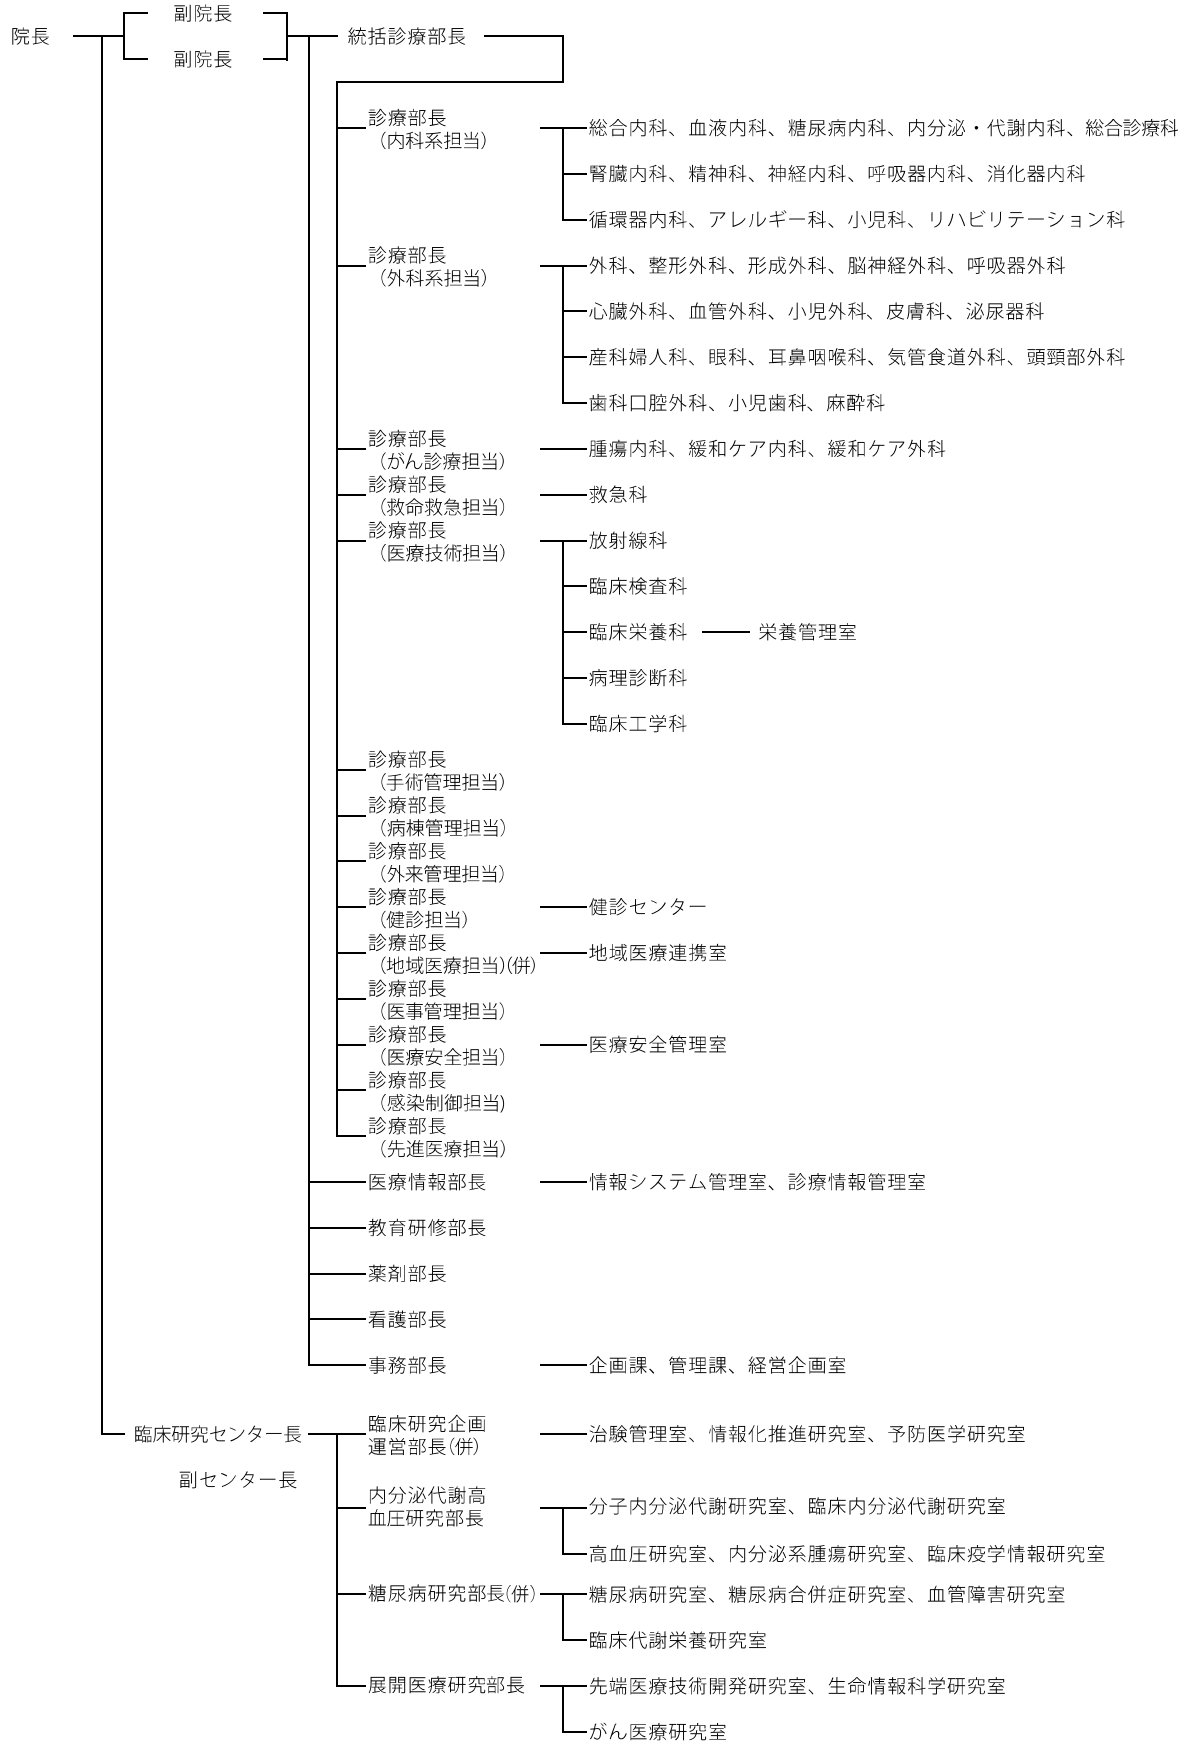 副院長
院長
統括診療部長
副院長
診療部長
（内科系担当）
総合内科、血液内科、糖尿病内科、内分泌・代謝内科、総合診療科
腎臓内科、精神科、神経内科、呼吸器内科、消化器内科
循環器内科、アレルギー科、小児科、リハビリテーション科
診療部長
（外科系担当）
外科、整形外科、形成外科、脳神経外科、呼吸器外科
心臓外科、血管外科、小児外科、皮膚科、泌尿器科
産科婦人科、眼科、耳鼻咽喉科、気管食道外科、頭頸部外科
歯科口腔外科、小児歯科、麻酔科
診療部長
（がん診療担当）
腫瘍内科、緩和ケア内科、緩和ケア外科
診療部長
（救命救急担当）
救急科
診療部長
（医療技術担当）
放射線科
臨床検査科
臨床栄養科
栄養管理室
病理診断科
臨床工学科
診療部長
（手術管理担当）
診療部長
（病棟管理担当）
診療部長
（外来管理担当）
診療部長
（健診担当）
健診センター
診療部長
（地域医療担当)(併）
地域医療連携室
診療部長
（医事管理担当）
診療部長
（医療安全担当）
医療安全管理室
診療部長
（感染制御担当)
診療部長
（先進医療担当）
医療情報部長
情報システム管理室、診療情報管理室
教育研修部長
薬剤部長
看護部長
事務部長
企画課、管理課、経営企画室
臨床研究センター長
副センター長
臨床研究企画
運営部長（併）
治験管理室、情報化推進研究室、予防医学研究室
内分泌代謝高
血圧研究部長
分子内分泌代謝研究室、臨床内分泌代謝研究室
高血圧研究室、内分泌系腫瘍研究室、臨床疫学情報研究室
糖尿病研究部長（併）
糖尿病研究室、糖尿病合併症研究室、血管障害研究室
臨床代謝栄養研究室
展開医療研究部長
先端医療技術開発研究室、生命情報科学研究室
がん医療研究室